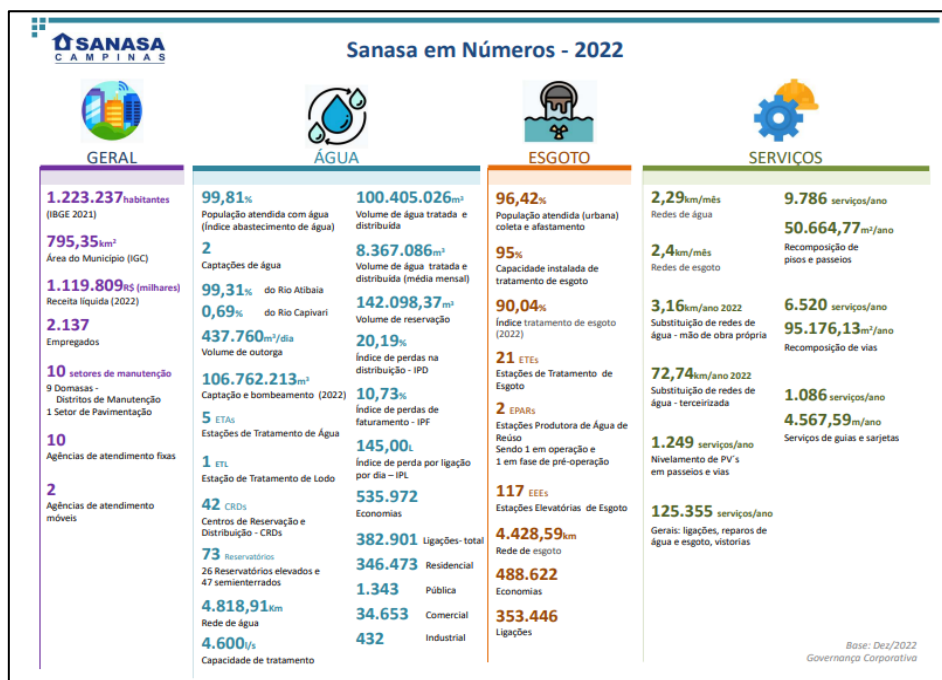 SANASA
CAMPINAS
Sanasa em Números - 2022
GERAL
1.223.237 habitantes
(IBGE 2021)
795,35km²
Área do Município (IGC)
1.119.809R$ (milhares)
Receita líquida (2022)
2.137
Empregados
10 setores de manutenção
9 Domasas -
Distritos de Manutenção
1 Setor de Pavimentação
10
Agências de atendimento fixas
2
Agências de atendimento
móveis
ÁGUA
99,81%
População atendida com água
(Índice abastecimento de água)
2
Captações de água
99,31% do Rio Atibaia
0,69% do Rio Capivari
437.760m³/dia
Volume de outorga
106.762.213m³
Captação e bombeamento (2022)
5 ETAs
Estações de Tratamento de Água
1 ETL
Estação de Tratamento de Lodo
42 CRDs
Centros de Reservação e
Distribuição - CRDs
73 Reservatórios
26 Reservatórios elevados e
47 semienterrados
4.818,91Km
Rede de água
4.600l/s
Capacidade de tratamento
100.405.026m³
Volume de água tratada e
distribuída
8.367.086m³
Volume de água tratada e
distribuída (média mensal)
142.098,37m³
Volume de reservação
20,19%
Índice de perdas na
distribuição - IPD
10,73%
Índice de perdas de
faturamento - IPF
145,00L
Índice de perda por ligação
por dia – IPL
535.972
Economias
382.901 Ligações- total
346.473 Residencial
1.343 Pública
34.653 Comercial
432 Industrial
ESGOTO
96,42%
População atendida (urbana)
coleta e afastamento
95%
Capacidade instalada de
tratamento de esgoto
90,04%
Índice tratamento de esgoto
(2022)
21 ETEs
Estações de Tratamento de
Esgoto
2 EPARs
Estações Produtora de Água de
Reúso
Sendo 1 em operação e
1 em fase de pré-operação
117 EEEs
Estações Elevatórias de Esgoto
4.428,59km
Rede de esgoto
488.622
Economias
353.446
Ligações
SERVIÇOS
2,29km/mês
Redes de água
2,4km/mês
Redes de esgoto
3,16km/ano 2022
Substituição de redes de
água - mão de obra própria
72,74km/ano 2022
Substituição de redes de
água - terceirizada
1.249 serviços/ano
Nivelamento de PV´s
em passeios e vias
125.355 serviços/ano
Gerais: ligações, reparos de
água e esgoto, vistorias
9.786 serviços/ano
50.664,77m²/ano
Recomposição de
pisos e passeios
6.520 serviços/ano
95.176,13m²/ano
Recomposição de vias
1.086 serviços/ano
4.567,59m/ano
Serviços de guias e sarjetas
Base: Dez/2022
Governança Corporativa